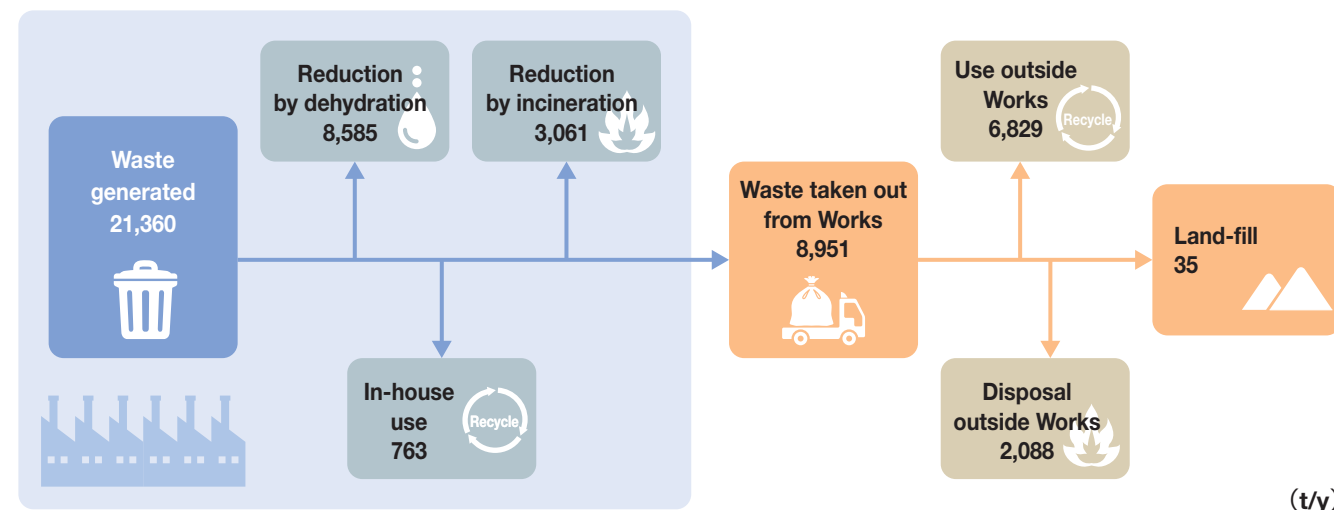 Waste
generated
21,360
Reduction
by dehydration
8,585
Reduction
by incineration
3,061
In-house
use
763
Recycle
Waste taken out
from Works
8,951
Use outside
Works
6,829
Recycle
Disposal
outside Works
2,088
Land-fill
35
(t/y)